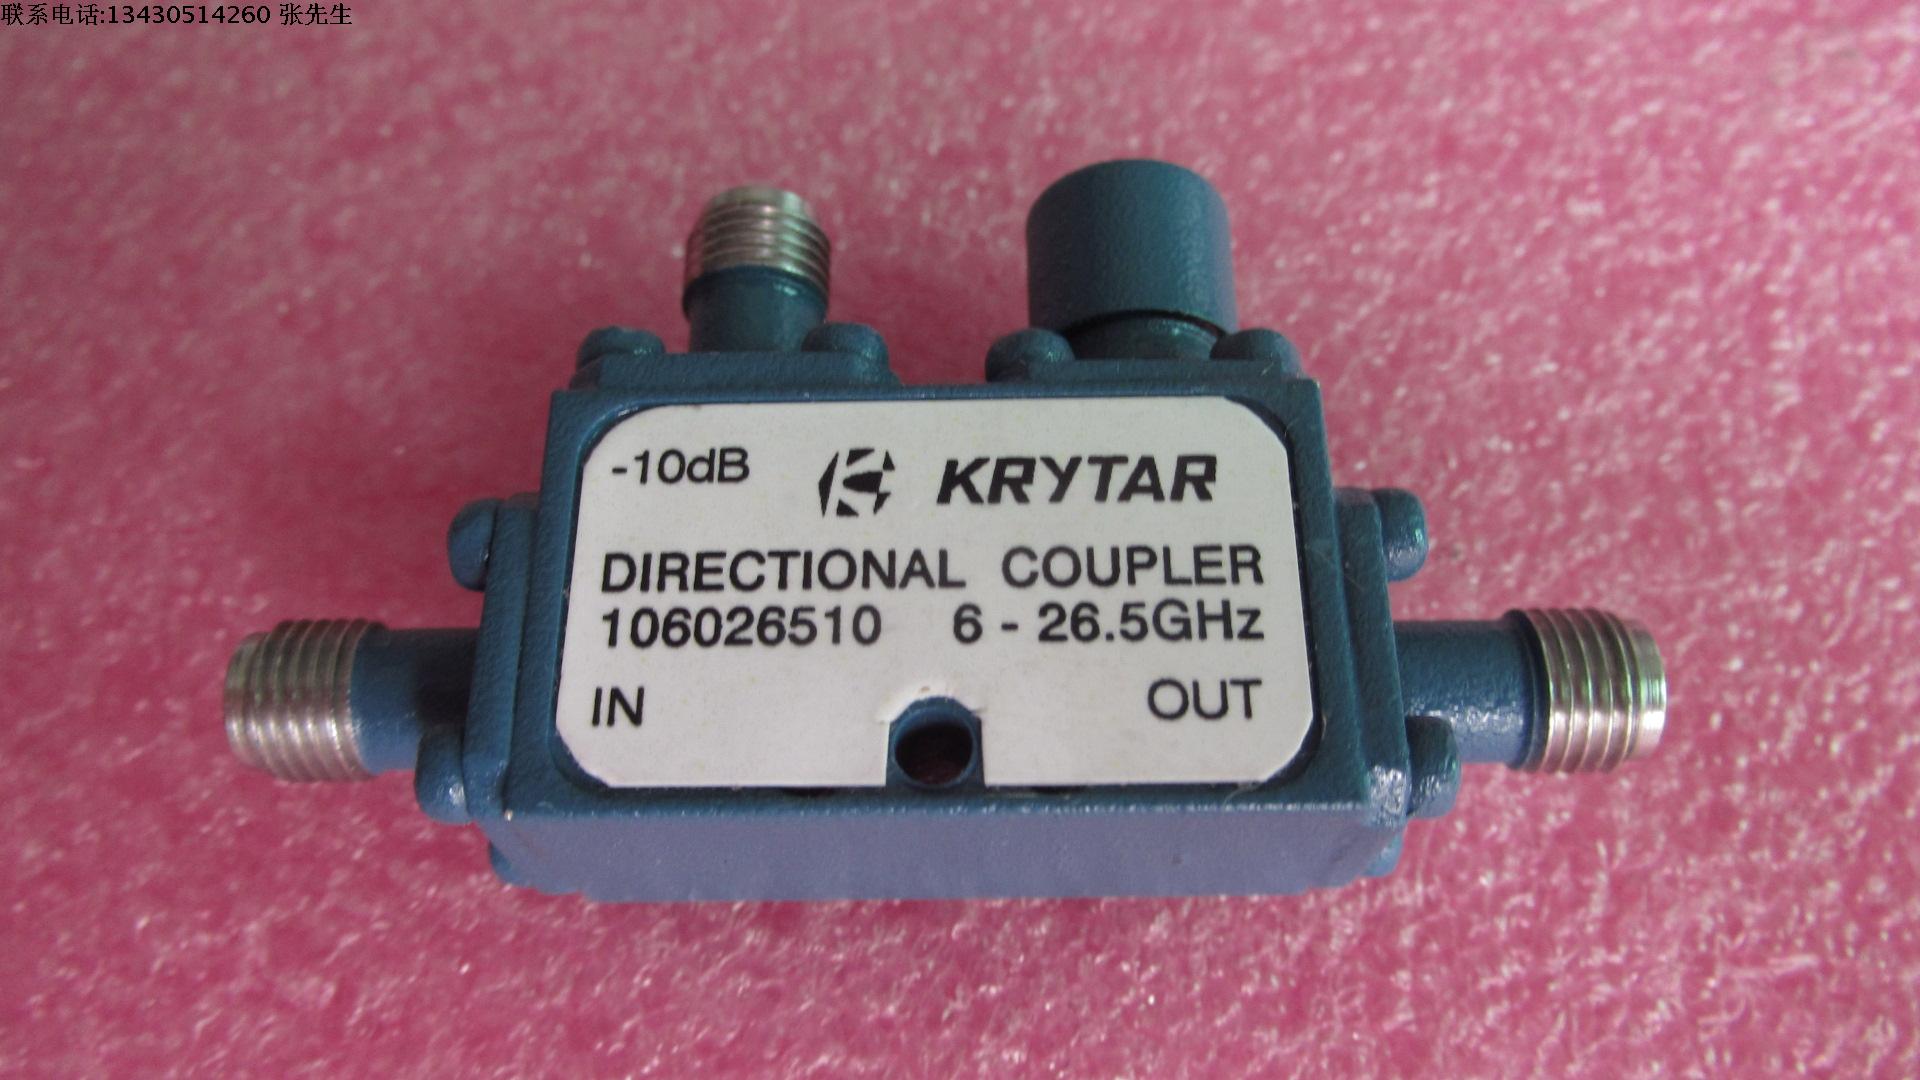 联系电话:13430514260 张先生
-10dB KRYTAR
DIRECTIONAL COUPLER
106026510 6 - 26.5GHz
IN OUT